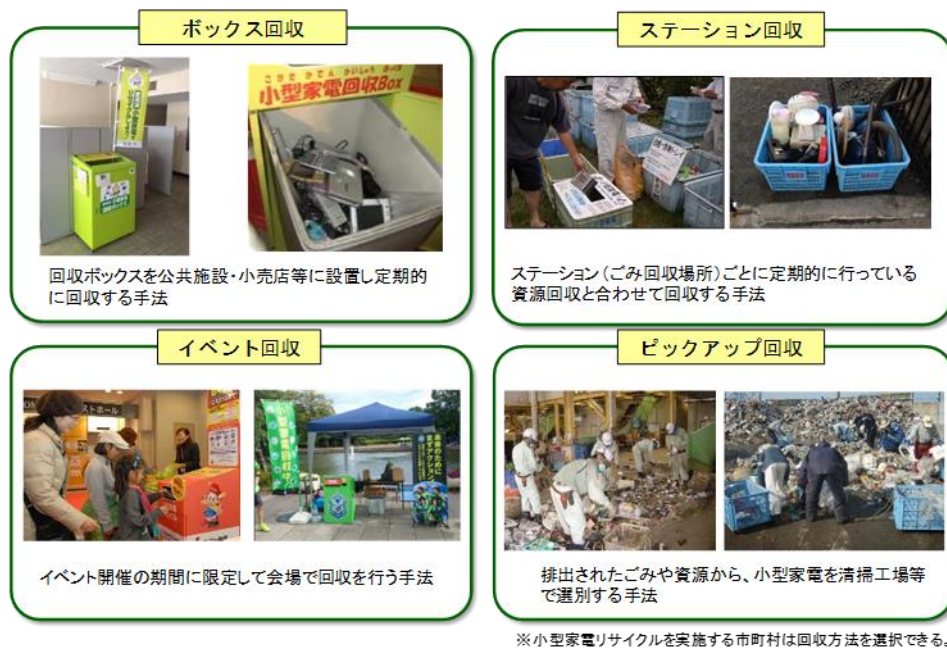 ボックス回収
小型家電回収Box
回収ボックスを公共施設・小売店等に設置し定期的
に回収する手法
ステーション回収
ステーション（ごみ回収場所）ごとに定期的に行っている
資源回収と合わせて回収する手法
イベント回収
小型家電回収中
イベント開催の期間に限定して会場で回収を行う手法
ピックアップ回収
排出されたごみや資源から、小型家電を清掃工場等
で選別する手法
※小型家電リサイクルを実施する市町村は回収方法を選択できる。